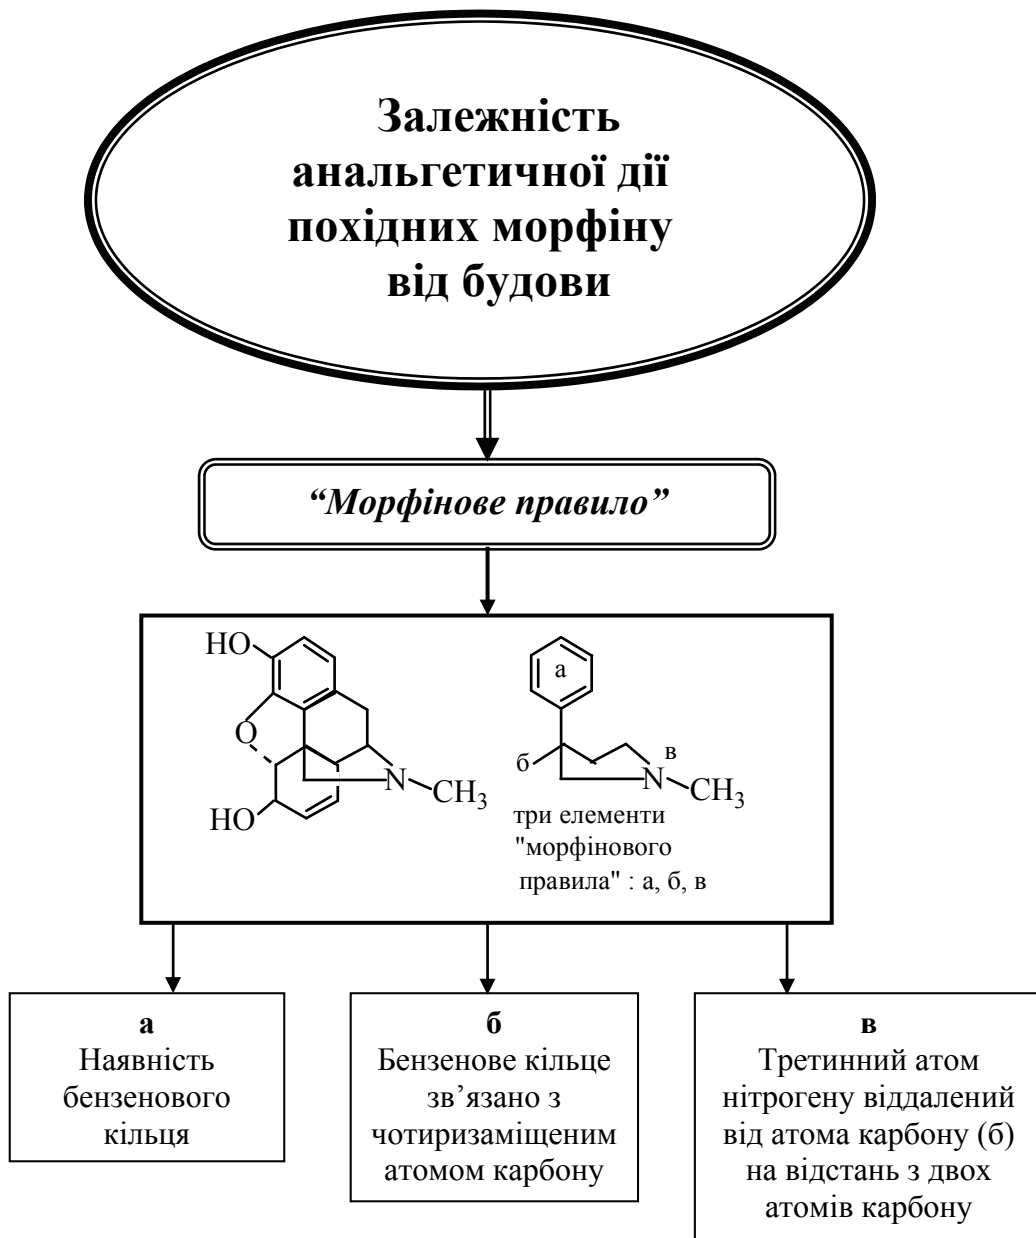 Залежність
анальгетичної дії
похідних морфіну
від будови
“Морфінове правило”
HO
O
N
CH3
HO
а
б
в
N
CH3
три елементи
"морфінового
правила" : а, б, в
а
Наявність
бензенового
кільця
б
Бензенове кільце
зв’язано з
чотиризаміщеним
атомом карбону
в
Третинний атом
нітрогену віддалений
від атома карбону (б)
на відстань з двох
атомів карбону